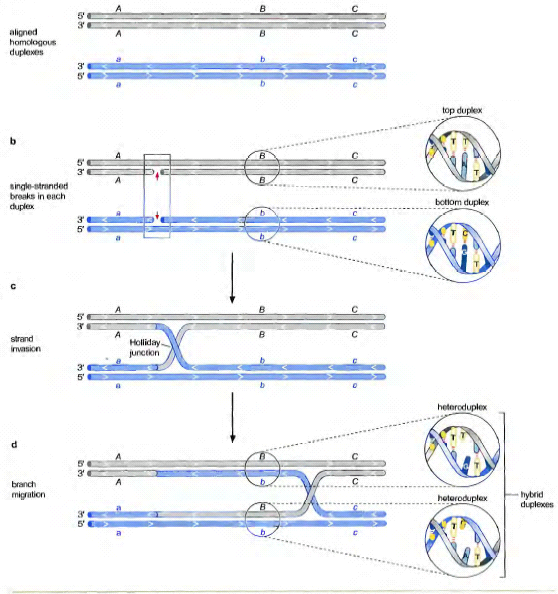 A B C
5'
3'
A B C
aligned
homologous
duplexes
a b c
3'
5'
a b c
b
top duplex
A B C
5'
3'
A B C
T T
T
single-stranded
breaks in each
duplex
bottom duplex
a b c
3'
5'
a b c
T C
G
T
c
A B C
5'
3'
A B C
strand
invasion
Holliday
junction
a b c
3'
5'
a b c
d
heteroduplex
A B C
5'
3'
A b C
T T
T
branch
migration
hybrid
duplexes
heteroduplex
a B c
3'
5'
a b c
T
T